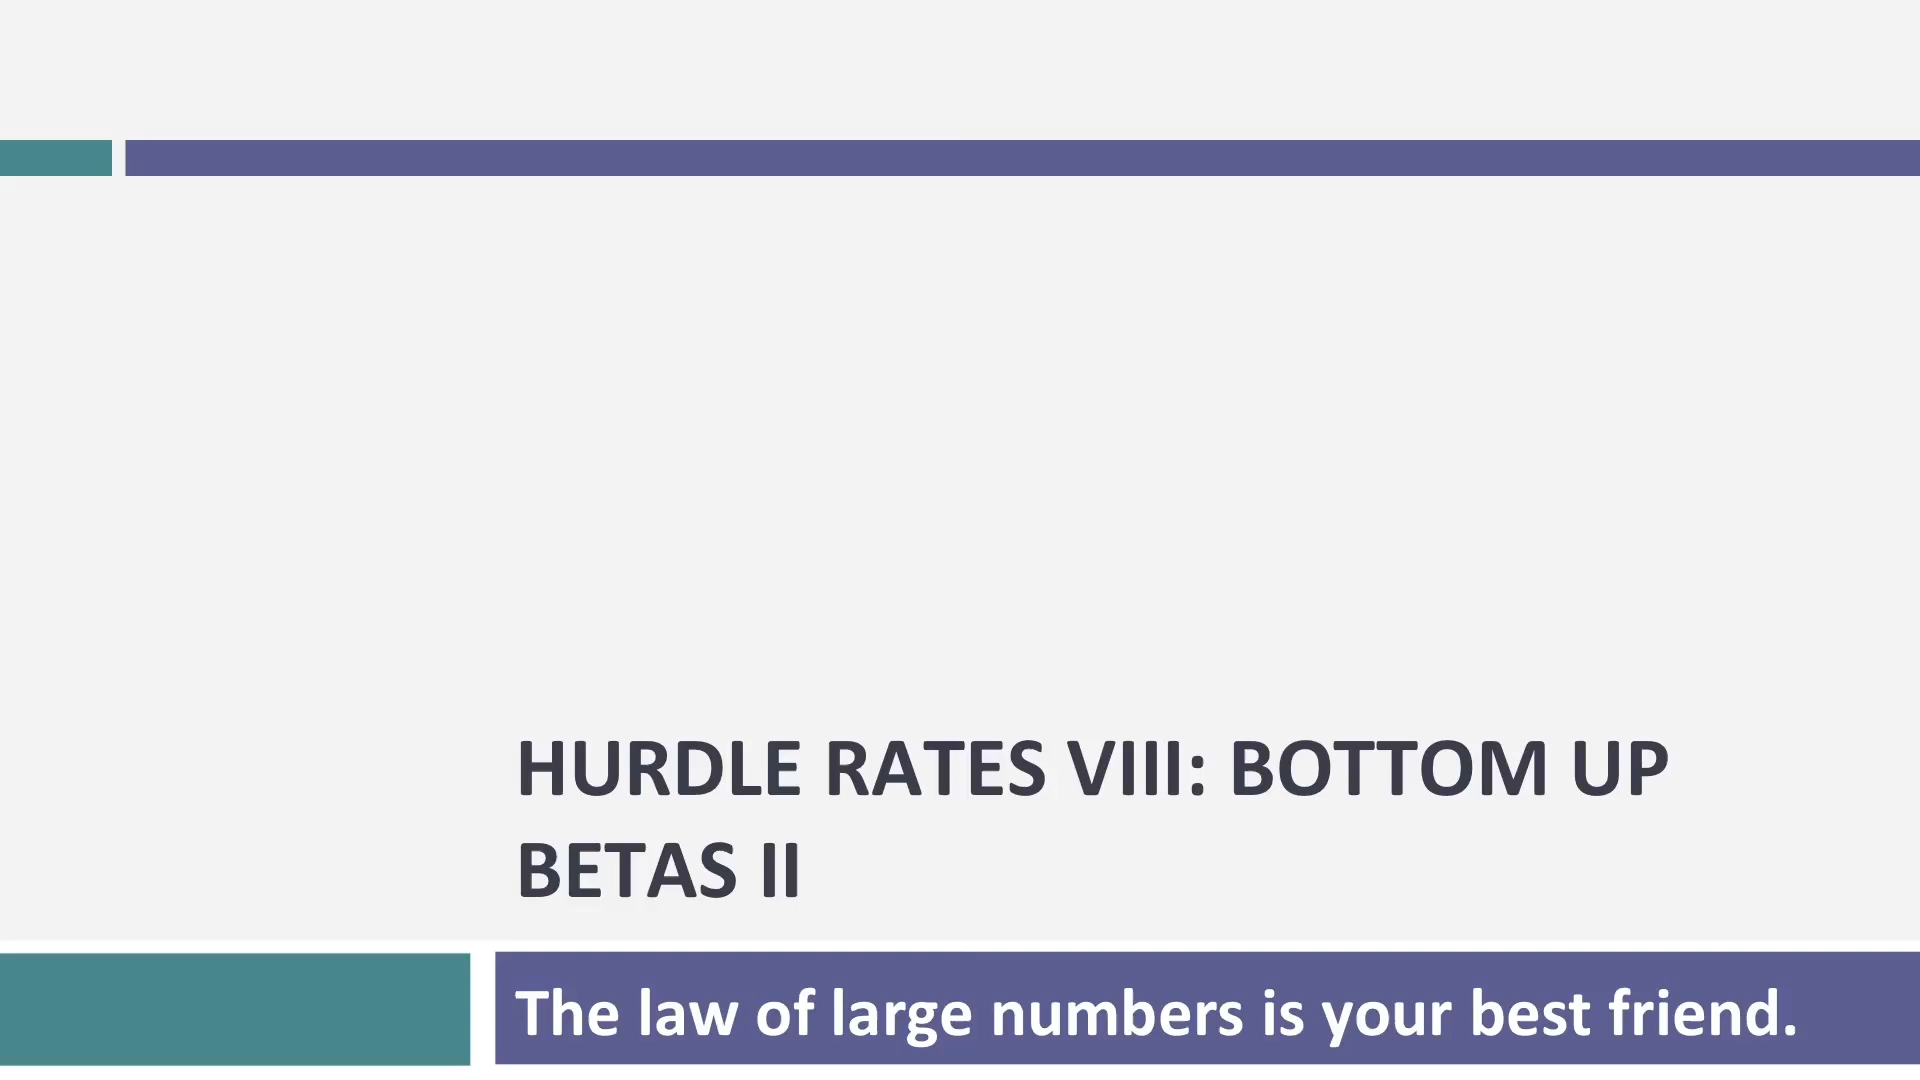 HURDLE RATES VIII: BOTTOM UP
BETAS II
The law of large numbers is your best friend.